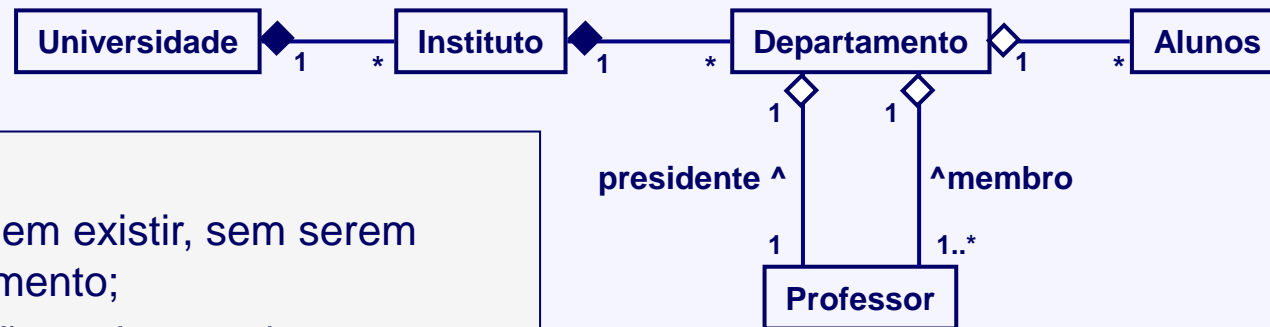 Universidade 1 * Instituto 1 * Departamento 1 * Alunos
1 1
presidente ^ ^membro
em existir, sem serem
1 1..*
mento;
Professor